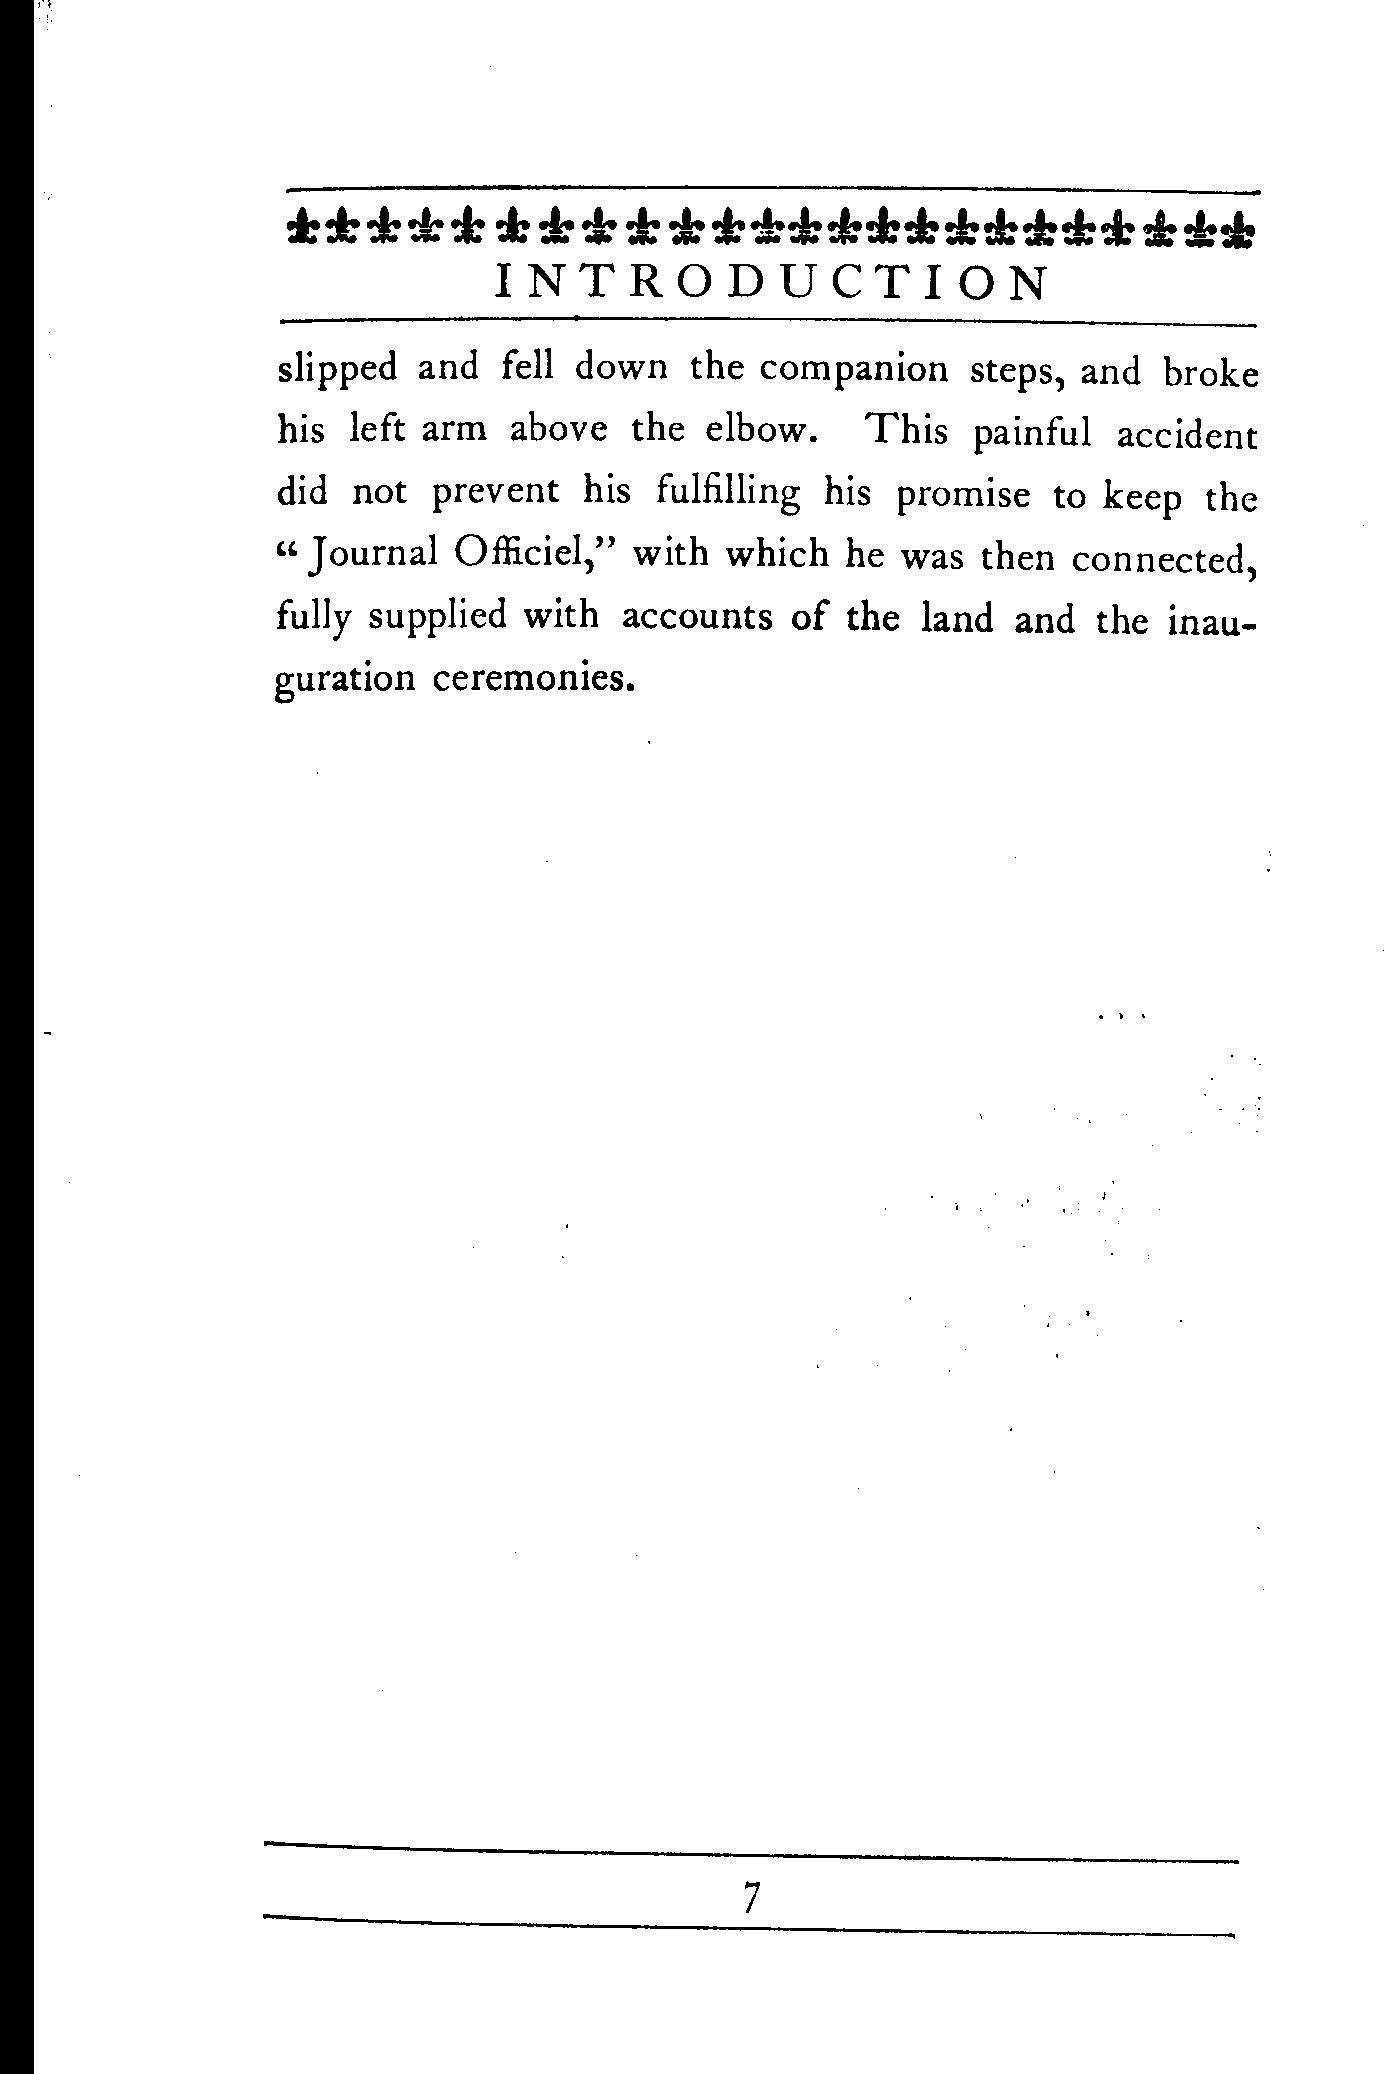 INTRODUCTION
slipped and fell down the companion steps, and broke
his left arm above the elbow. This painful accident
did not prevent his fulfilling his promise to keep the
“ Journal Officiel,” with which he was then connected,
fully supplied with accounts of the land and the inau-
guration ceremonies.
7